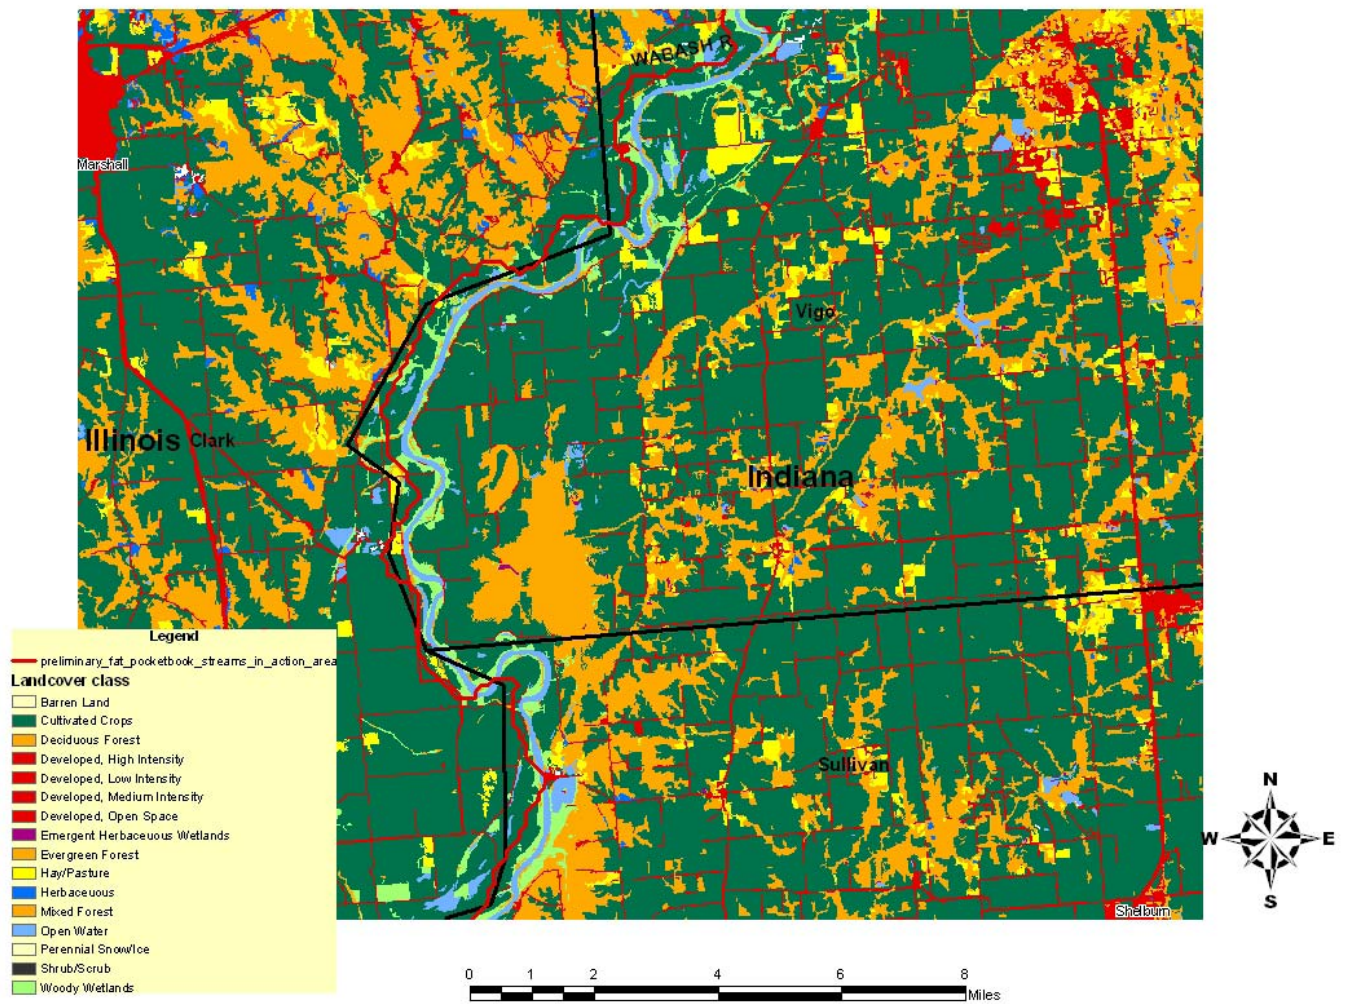 WABASH R
Marshall
Vigo
Illinois
Clark
Indiana
Sullivan
Shelburn
Legend
preliminary_fat_pocketbook_streams_in_action_area
Landcover class
Barren Land
Cultivated Crops
Deciduous Forest
Developed, High Intensity
Developed, Low Intensity
Developed, Medium Intensity
Developed, Open Space
Emergent Herbaceuous Wetlands
Evergreen Forest
Hay/Pasture
Herbaceuous
Mixed Forest
Open Water
Perennial Snow/Ice
Shrub/Scrub
Woody Wetlands
N
W E
S
0 1 2 4 6 8
Miles